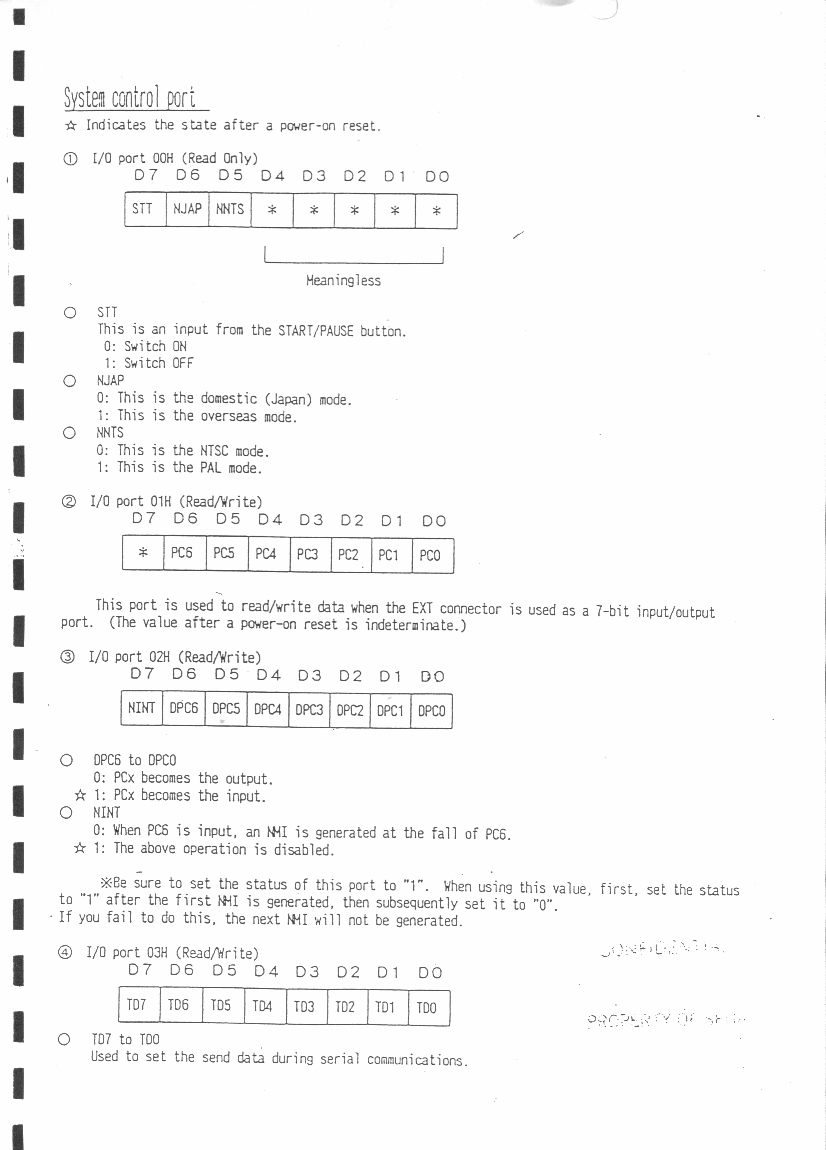 System control port
☆ Indicates the state after a power-on reset.
① I/O port 00H (Read Only)
D7 D6 D5 D4 D3 D2 D1 D0
STT NJAP NNTS * * * * *
Meaningless
○ STT
This is an input from the START/PAUSE button.
0: Switch ON
1: Switch OFF
○ NJAP
0: This is the domestic (Japan) mode.
1: This is the overseas mode.
○ NNTS
0: This is the NTSC mode.
1: This is the PAL mode.
② I/O port 01H (Read/Write)
D7 D6 D5 D4 D3 D2 D1 D0
* PC6 PC5 PC4 PC3 PC2 PC1 PC0
This port is used to read/write data when the EXT connector is used as a 7-bit input/output
port. (The value after a power-on reset is indeterminate.)
③ I/O port 02H (Read/Write)
D7 D6 D5 D4 D3 D2 D1 D0
NINT DPC6 DPC5 DPC4 DPC3 DPC2 DPC1 DPC0
○ DPC6 to DPC0
0: PCx becomes the output.
☆ 1: PCx becomes the input.
○ NINT
0: When PC6 is input, an NMI is generated at the fall of PC6.
☆ 1: The above operation is disabled.
※Be sure to set the status of this port to "1". When using this value, first, set the status
to "1" after the first NMI is generated, then subsequently set it to "0".
If you fail to do this, the next NMI will not be generated.
④ I/O port 03H (Read/Write)
D7 D6 D5 D4 D3 D2 D1 D0
TD7 TD6 TD5 TD4 TD3 TD2 TD1 TD0
○ TD7 to TD0
Used to set the send data during serial communications.
PROPERTY OF